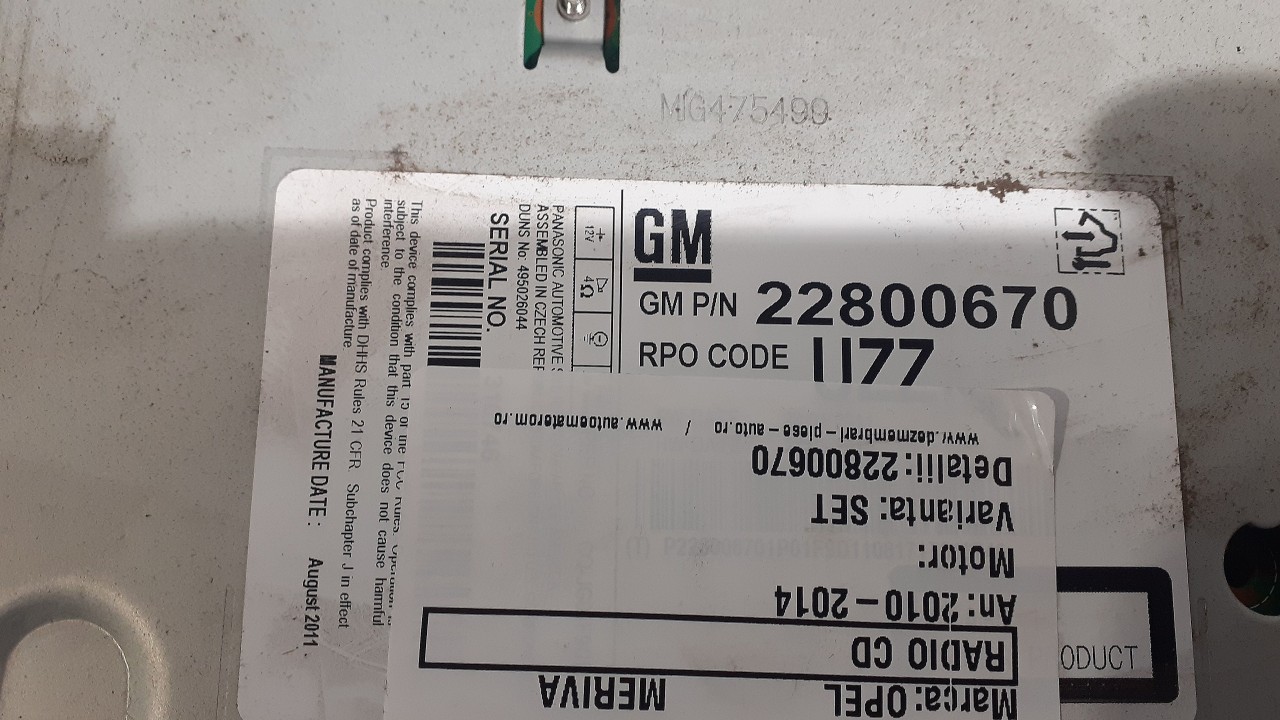 MG475499
GM
GM P/N 22800670
RPO CODE
+ 12V
4Ω
PANASONIC AUTOMOTIVE
ASSEMBLED IN CZECH REP
DUNS No: 495026044
SERIAL NO.
This device complies with part 15 of the FCC Rules.
subject to the condition that this device does not cause harmful
interference.
Product complies with DHHS Rules 21 CFR Subchapter J in effect
as of date of manufacture.
MANUFACTURE DATE : August 2011
ODUCT
Marca: OPEL MERIVA
RADIO CD
An: 2010 – 2014
Motor:
Varianta: SET
Detalii: 22800670
www.dezmembrari – piese – auto.ro / www.autoematerom.ro